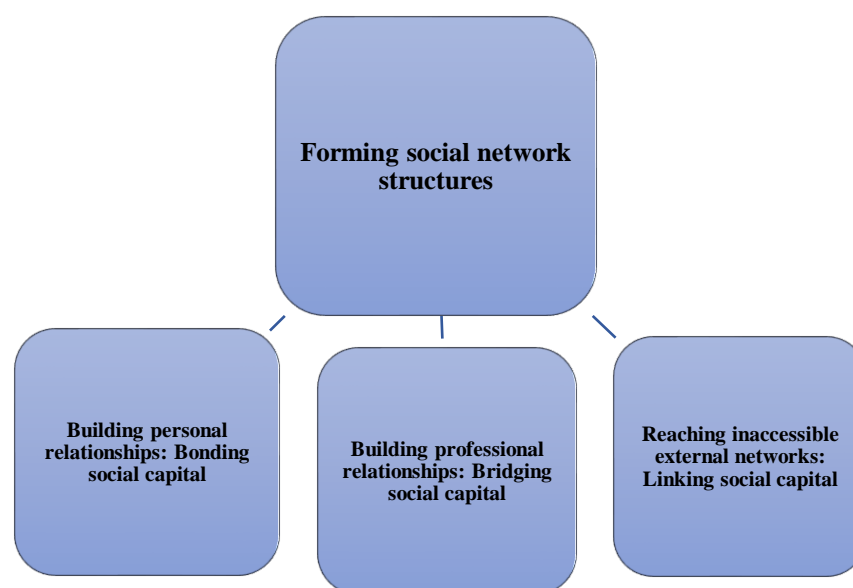 Forming social network
structures
Building personal
relationships: Bonding
social capital
Building professional
relationships: Bridging
social capital
Reaching inaccessible
external networks:
Linking social capital